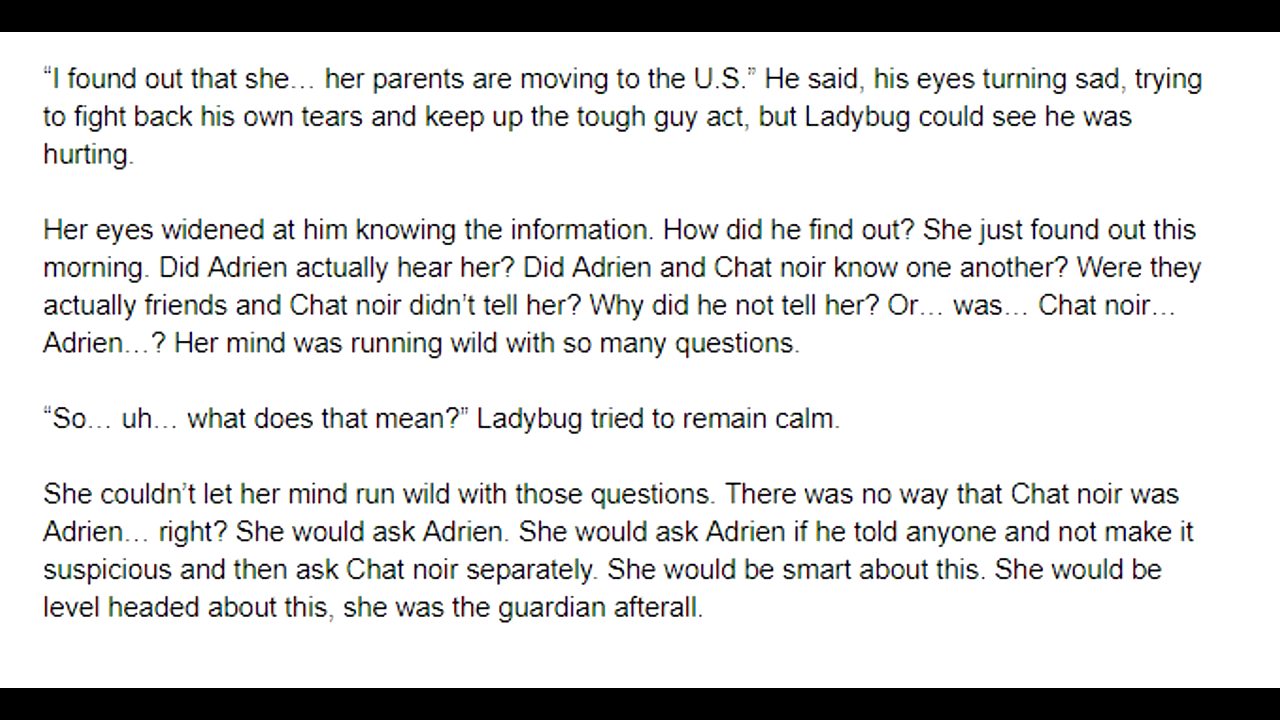 “I found out that she… her parents are moving to the U.S.” He said, his eyes turning sad, trying
to fight back his own tears and keep up the tough guy act, but Ladybug could see he was
hurting.
Her eyes widened at him knowing the information. How did he find out? She just found out this
morning. Did Adrien actually hear her? Did Adrien and Chat noir know one another? Were they
actually friends and Chat noir didn’t tell her? Why did he not tell her? Or… was… Chat noir…
Adrien…? Her mind was running wild with so many questions.
“So… uh… what does that mean?” Ladybug tried to remain calm.
She couldn’t let her mind run wild with those questions. There was no way that Chat noir was
Adrien… right? She would ask Adrien. She would ask Adrien if he told anyone and not make it
suspicious and then ask Chat noir separately. She would be smart about this. She would be
level headed about this, she was the guardian afterall.